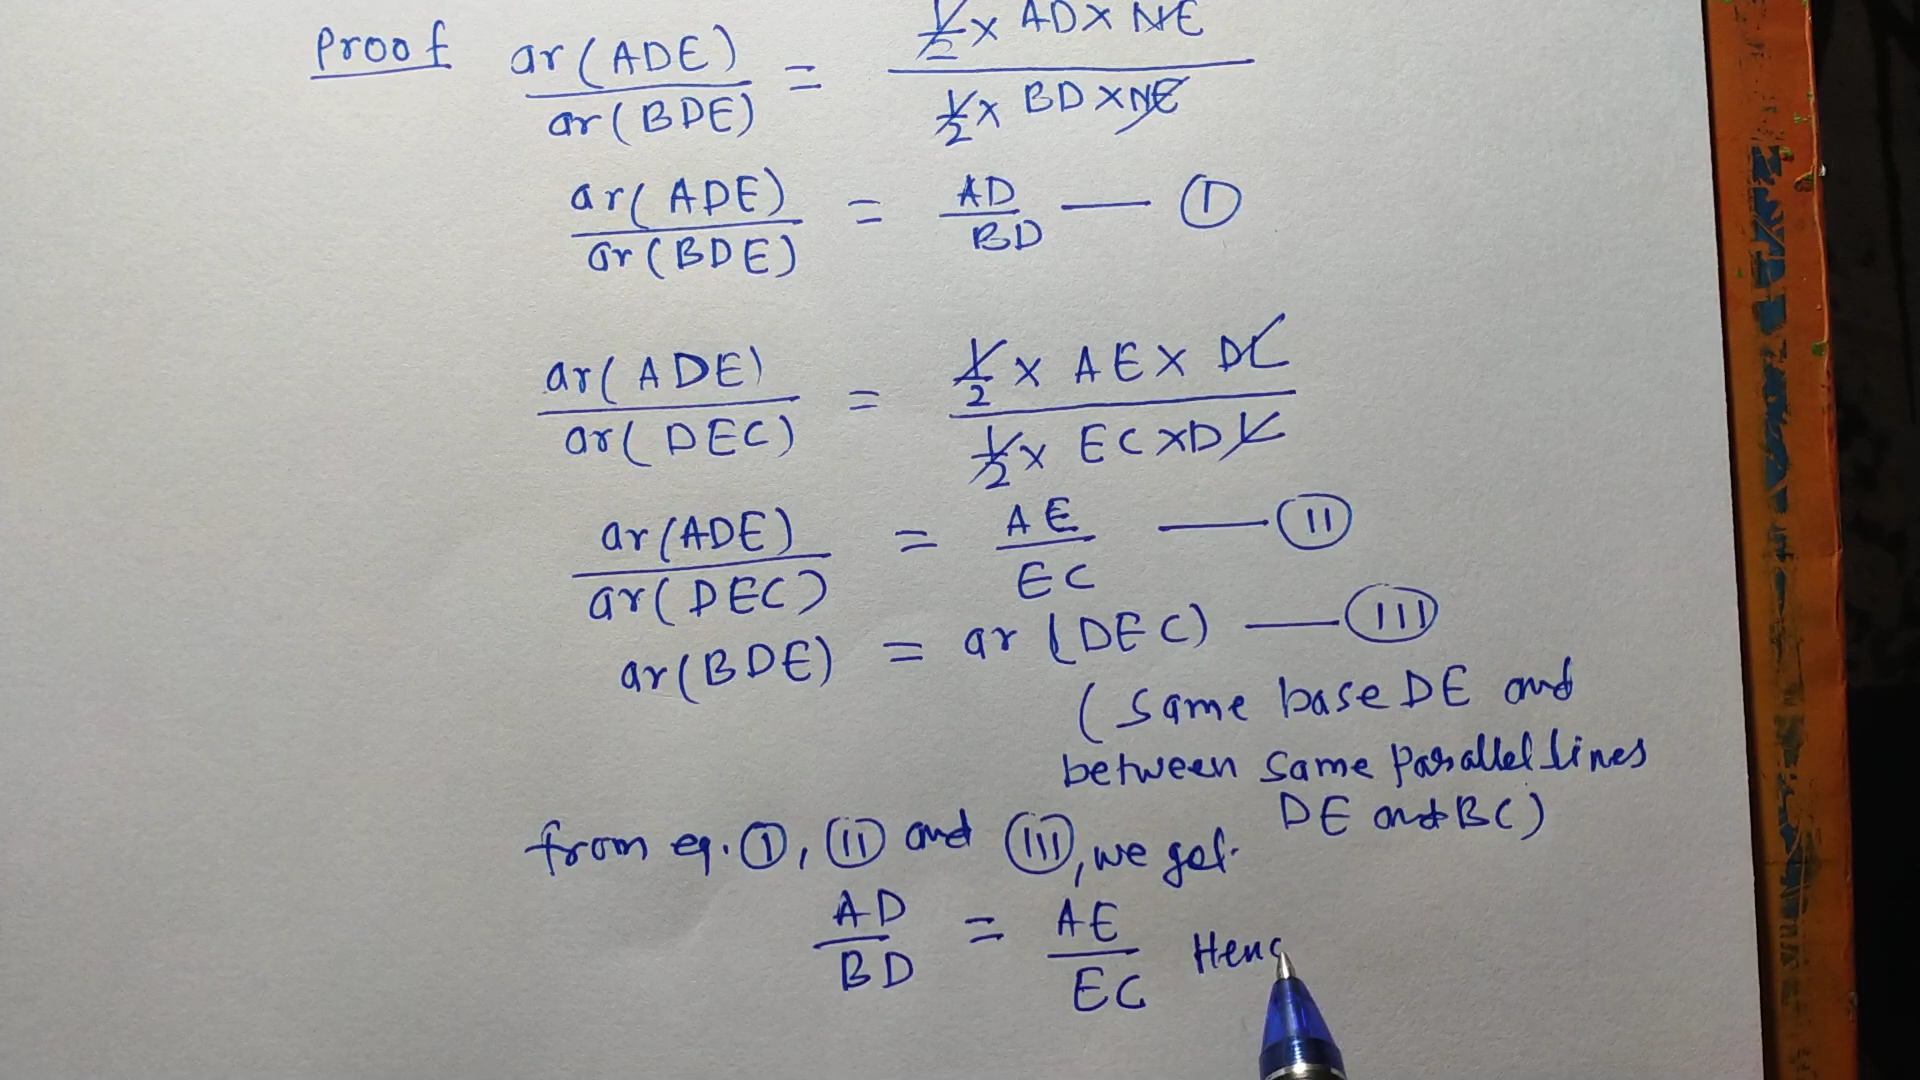 Proof ar(ADE)/ar(BDE) = 1/2 × AD × NE / 1/2 × BD × NE
ar(ADE)/ar(BDE) = AD/BD — (I)
ar(ADE)/ar(DEC) = 1/2 × AE × DK / 1/2 × EC × DK
ar(ADE)/ar(DEC) = AE/EC — (II)
ar(BDE) = ar(DEC) — (III)
(Same base DE and
between same parallel lines
DE and BC)
from eq. (I), (II) and (III), we get
AD/BD = AE/EC Henc